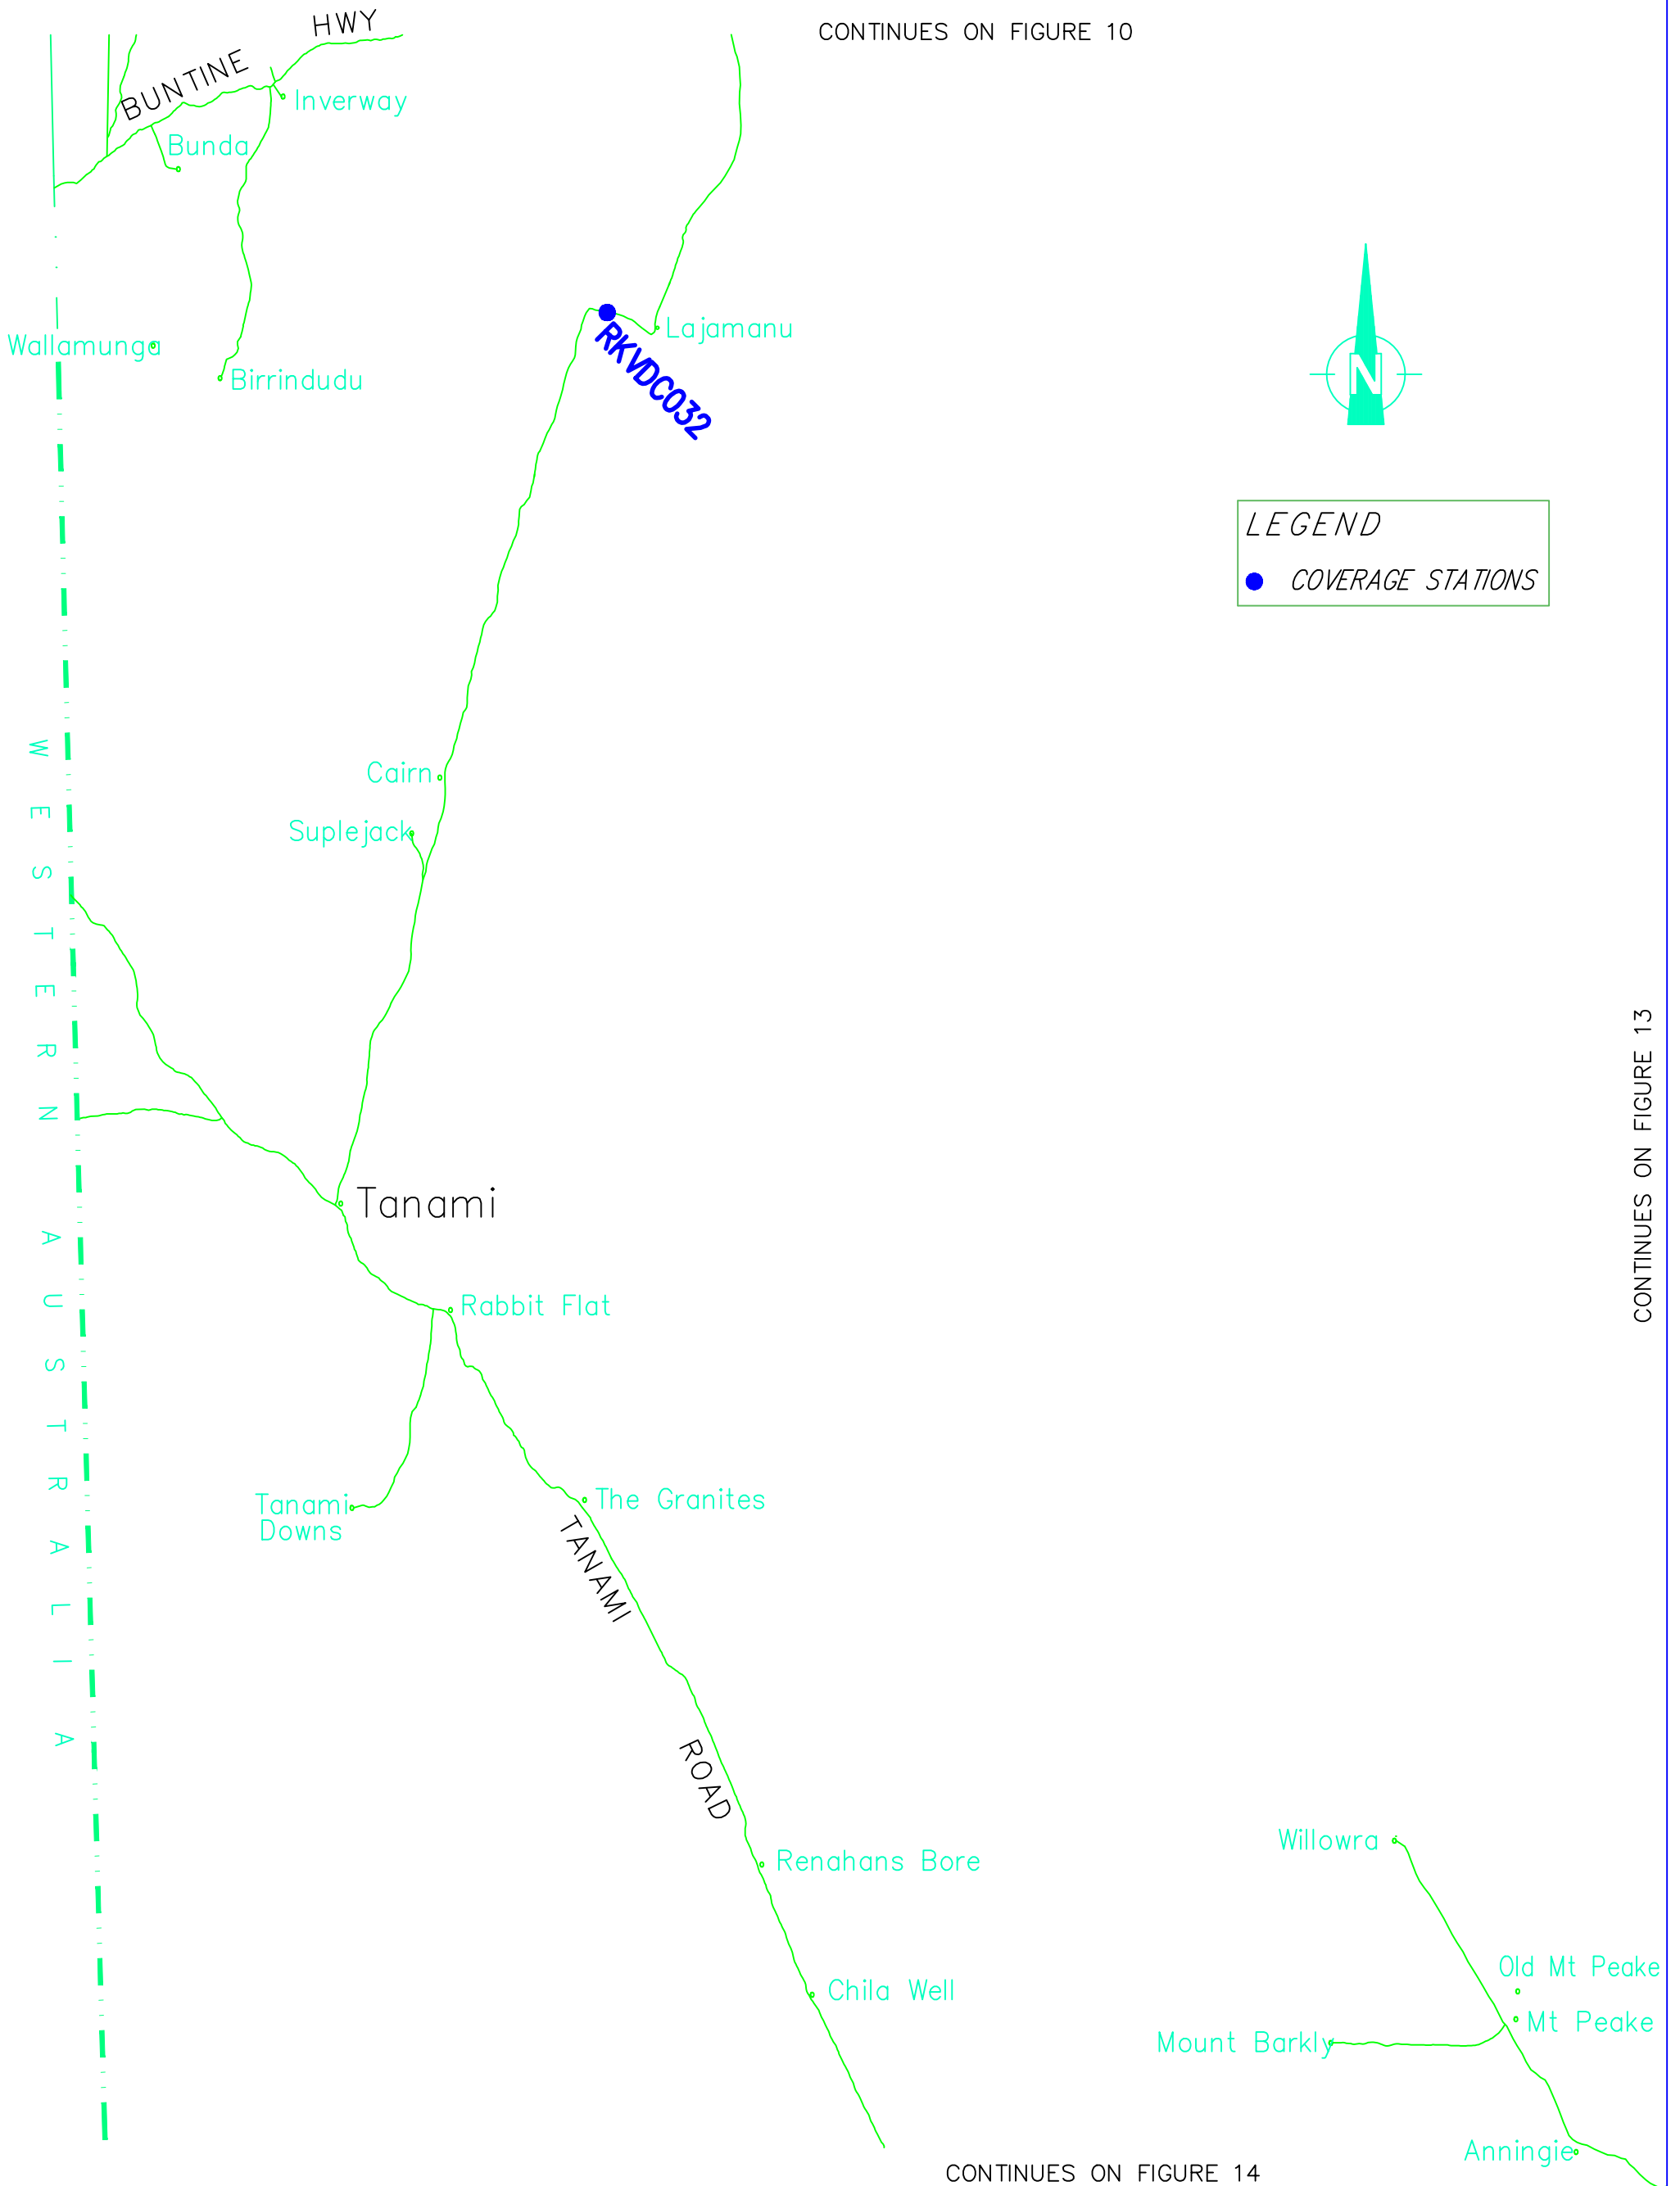 CONTINUES ON FIGURE 10
BUNTINE HWY
Inverway
Bunda
Lajamanu
Wallamunga
Birrindudu
RKVDC032
N
LEGEND
COVERAGE STATIONS
Cairn
Suplejack
WESTERN AUSTRALIA
CONTINUES ON FIGURE 13
Tanami
Rabbit Flat
The Granites
Tanami
Downs
TANAMI ROAD
Willowra
Renahans Bore
Old Mt Peake
Chila Well
Mt Peake
Mount Barkly
Anningie
CONTINUES ON FIGURE 14